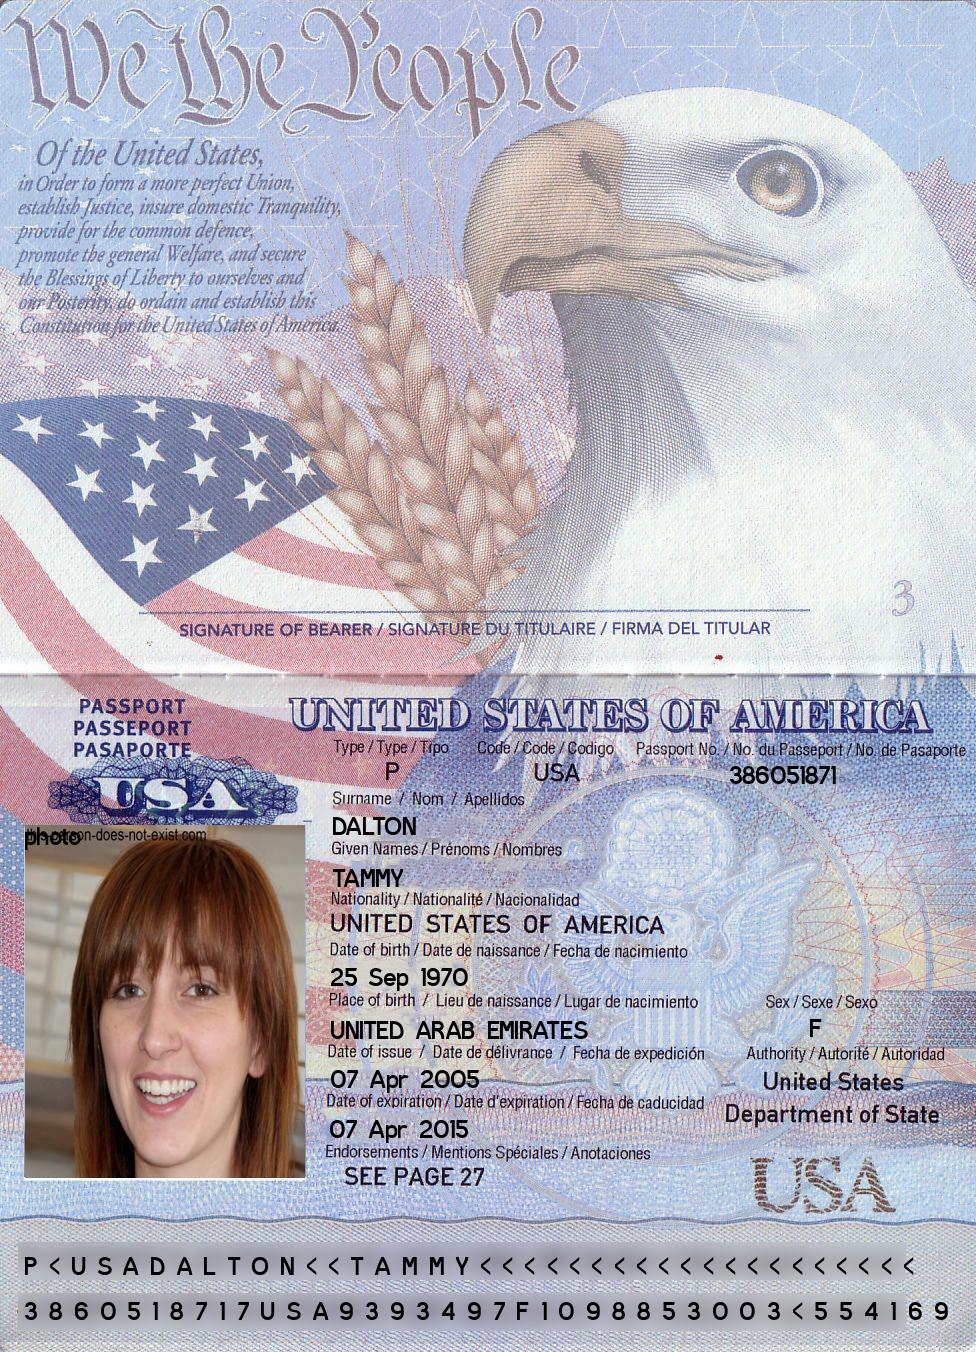 We the People
Of the United States,
in Order to form a more perfect Union,
establish Justice, insure domestic Tranquility,
provide for the common defence,
promote the general Welfare, and secure
the Blessings of Liberty to ourselves and
our Posterity, do ordain and establish this
Constitution for the United States of America.
3
SIGNATURE OF BEARER / SIGNATURE DU TITULAIRE / FIRMA DEL TITULAR
PASSPORT
PASSEPORT
PASAPORTE
USA
UNITED STATES OF AMERICA
Type / Type / Tipo Code / Code / Codigo Passport No. / No. du Passeport / No. de Pasaporte
P USA 386051871
Surname / Nom / Apellidos
DALTON
Given Names / Prénoms / Nombres
TAMMY
Nationality / Nationalité / Nacionalidad
UNITED STATES OF AMERICA
Date of birth / Date de naissance / Fecha de nacimiento
25 Sep 1970
Place of birth / Lieu de naissance / Lugar de nacimiento Sex / Sexe / Sexo
UNITED ARAB EMIRATES F
Date of issue / Date de délivrance / Fecha de expedición Authority / Autorité / Autoridad
07 Apr 2005 United States
Date of expiration / Date d'expiration / Fecha de caducidad Department of State
07 Apr 2015
Endorsements / Mentions Spéciales / Anotaciones
SEE PAGE 27
USA
photo
this-person-does-not-exist.com
P<USADALTON<<TAMMY<<<<<<<<<<<<<<<<<
3860518717USA9393497F1098853003<554169